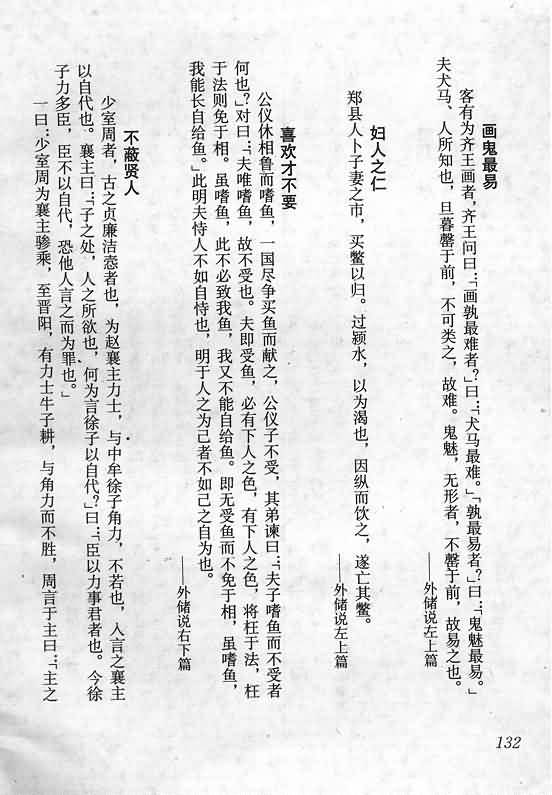 画鬼最易
客有为齐王画者，齐王问曰：「画孰最难者？」曰：「犬马最难。」「孰最易者？」曰：「鬼魅最易。」
夫犬马、人所知也，旦暮罄于前，不可类之，故难。鬼魅，无形者，不罄于前，故易之也。
——外储说左上篇
妇人之仁
郑县人卜子妻之市，买鳖以归。过颍水，以为渴也，因纵而饮之，遂亡其鳖。
——外储说左上篇
喜欢才不要
公仪休相鲁而嗜鱼，一国尽争买鱼而献之，公仪子不受，其弟谏曰：「夫子嗜鱼而不受者
何也？」对曰：「夫唯嗜鱼，故不受也。夫即受鱼，必有下人之色，有下人之色，将枉于法，枉
于法则免于相。虽嗜鱼，此不必致我鱼，我又不能自给鱼。即无受鱼而不免于相，虽嗜鱼，
我能长自给鱼。」此明夫恃人不如自恃也，明于人之为己者不如己之自为也。
——外储说右下篇
不蔽贤人
少室周者，古之贞廉洁悫者也，为赵襄主力士，与中牟徐子角力，不若也，人言之襄主
以自代也。襄主曰：「子之处，人之所欲也，何为言徐子以自代？」曰：「臣以力事君者也。今徐
子力多臣，臣不以自代，恐他人言之而为罪也。」
一曰：少室周为襄主骖乘，至晋阳，有力士牛子耕，与角力而不胜，周言于主曰：「主之
132